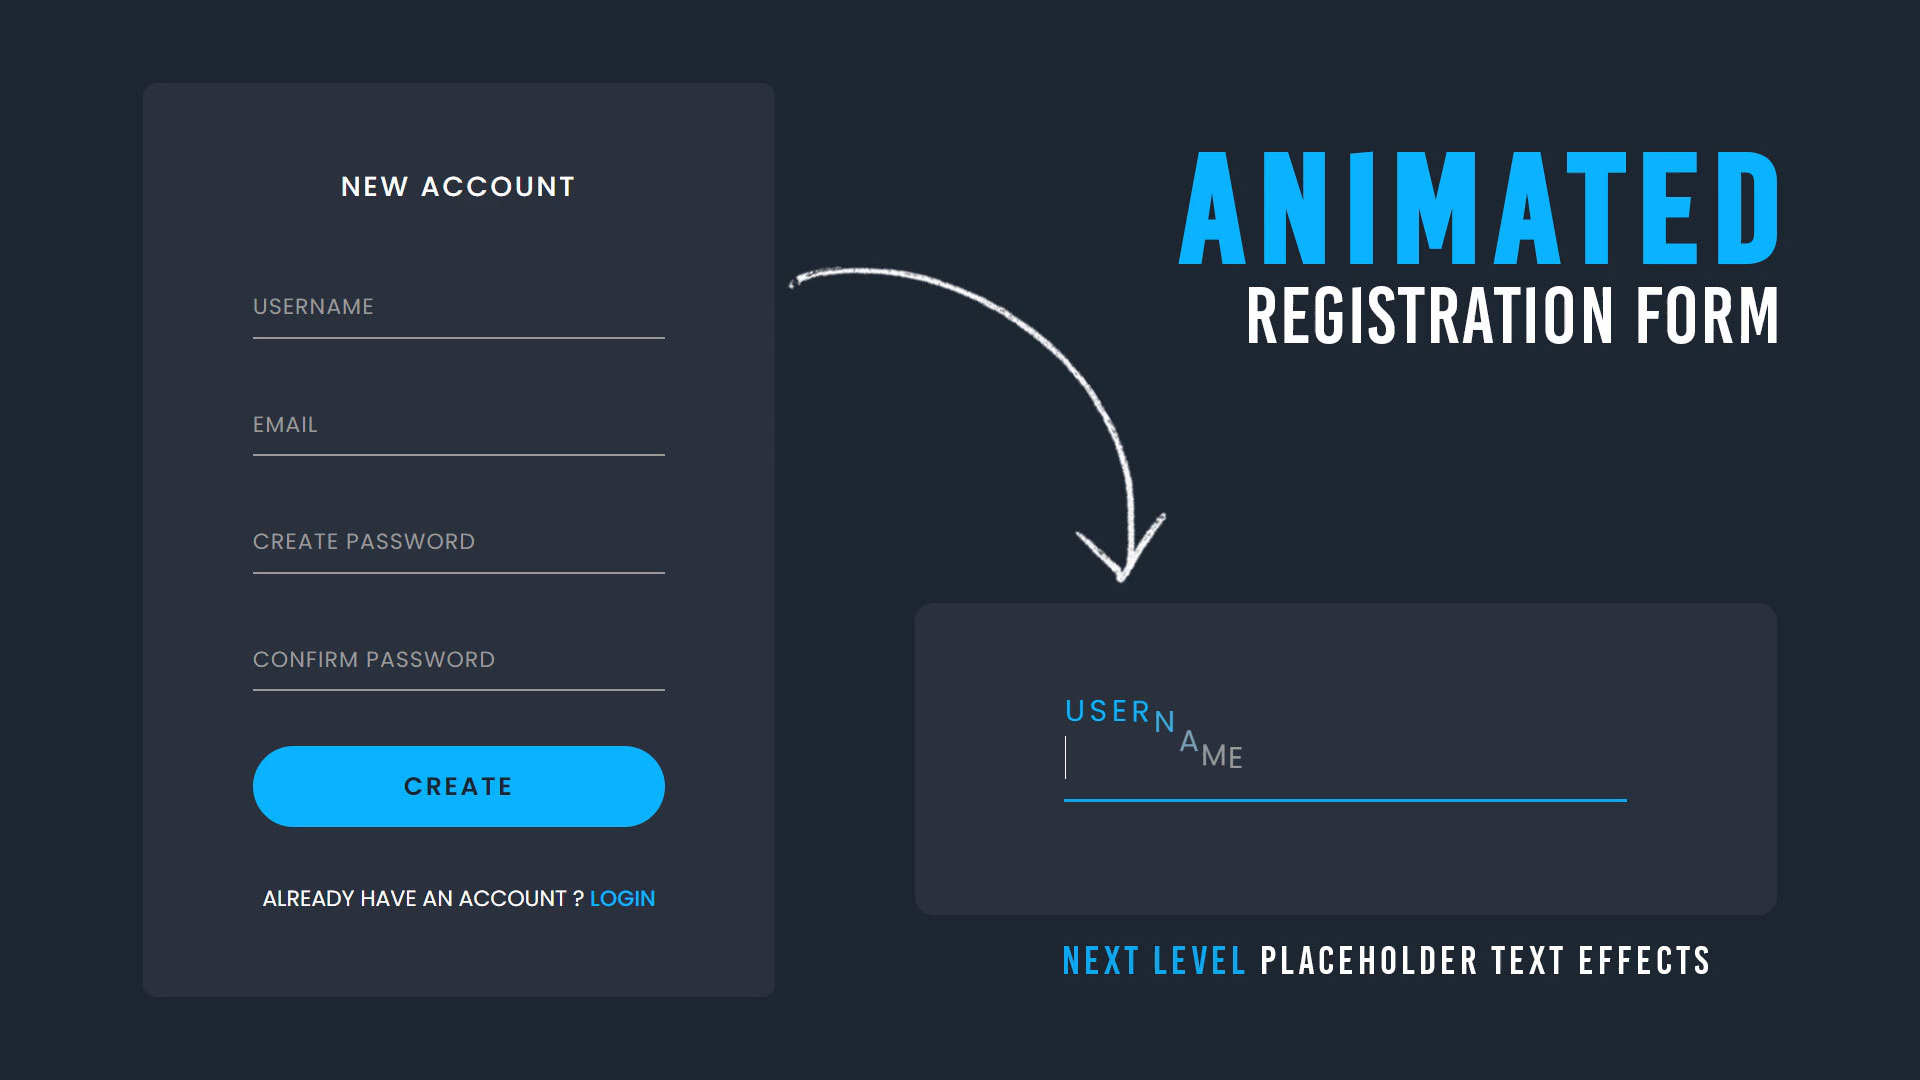 NEW ACCOUNT
USERNAME
EMAIL
CREATE PASSWORD
CONFIRM PASSWORD
CREATE
ALREADY HAVE AN ACCOUNT ? LOGIN
ANIMATED
REGISTRATION FORM
USERNAME
NEXT LEVEL PLACEHOLDER TEXT EFFECTS